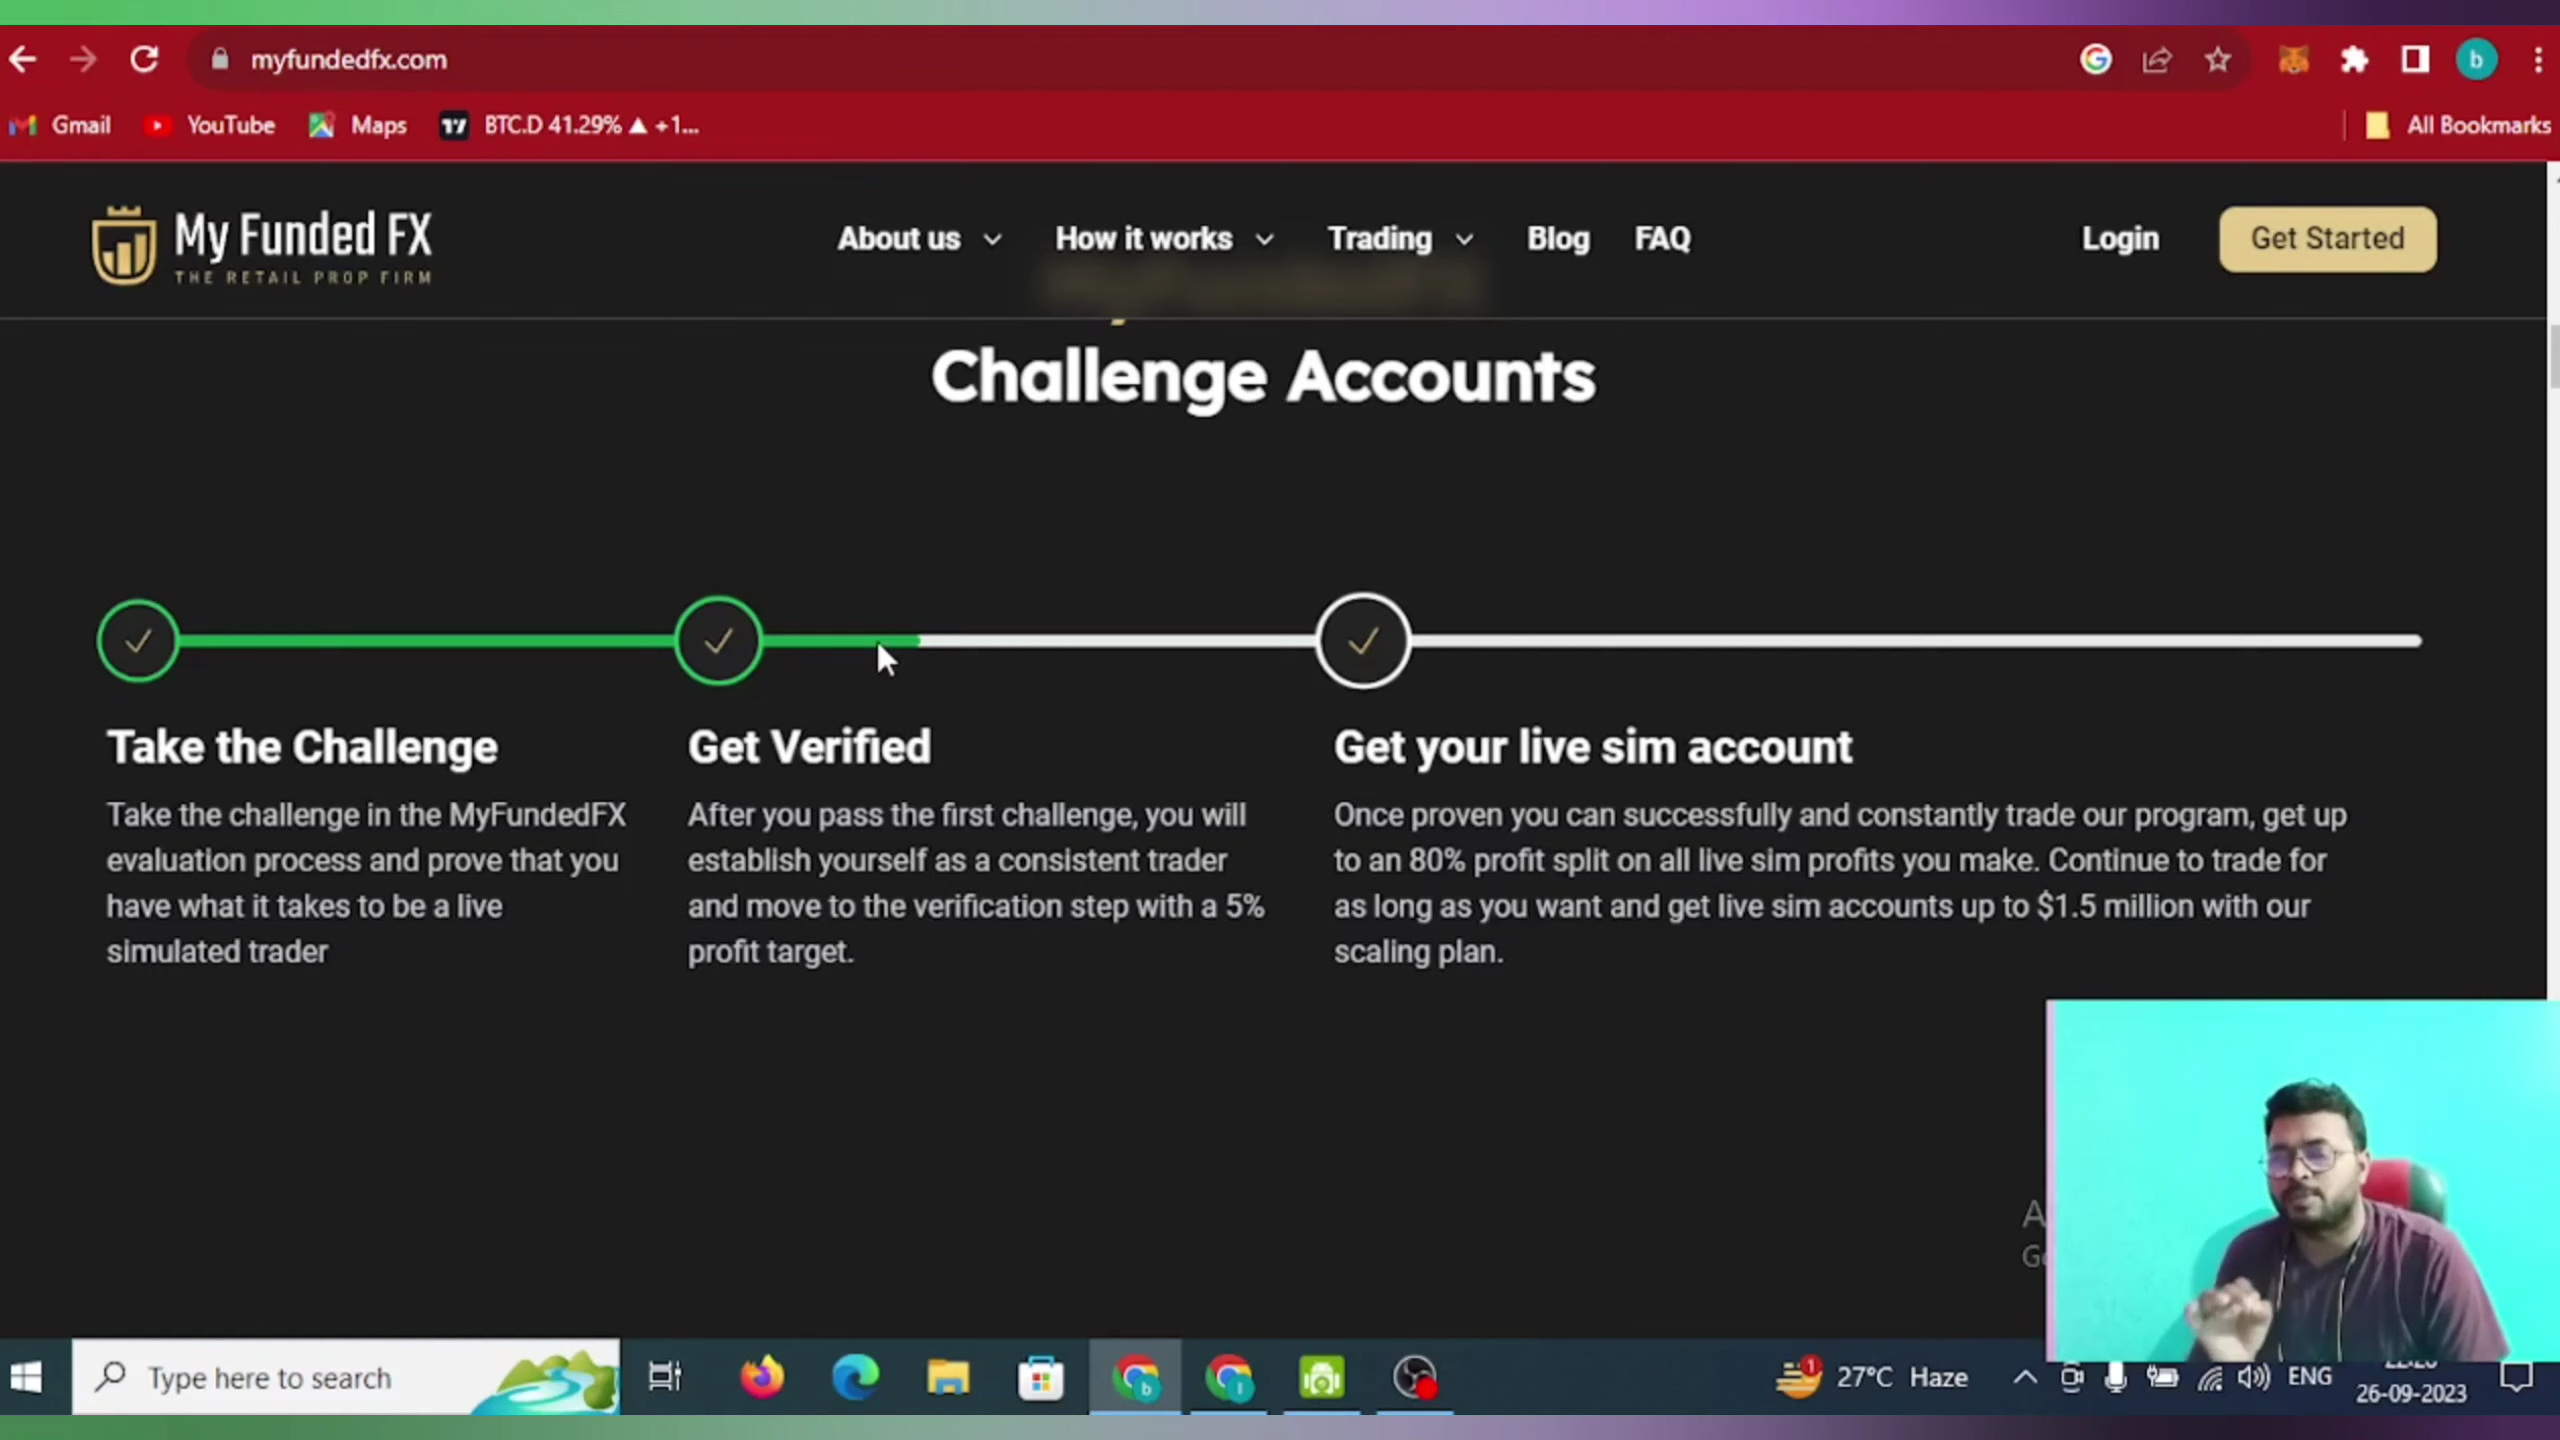 myfundedfx.com
b
Gmail
YouTube
Maps
BTC.D 41.29% ▲ +1...
All Bookmarks
My Funded FX
THE RETAIL PROP FIRM
About us
How it works
Trading
Blog
FAQ
Login
Get Started
Challenge Accounts
Take the Challenge
Take the challenge in the MyFundedFX
evaluation process and prove that you
have what it takes to be a live
simulated trader
Get Verified
After you pass the first challenge, you will
establish yourself as a consistent trader
and move to the verification step with a 5%
profit target.
Get your live sim account
Once proven you can successfully and constantly trade our program, get up
to an 80% profit split on all live sim profits you make. Continue to trade for
as long as you want and get live sim accounts up to $1.5 million with our
scaling plan.
Type here to search
27°C Haze
ENG
26-09-2023